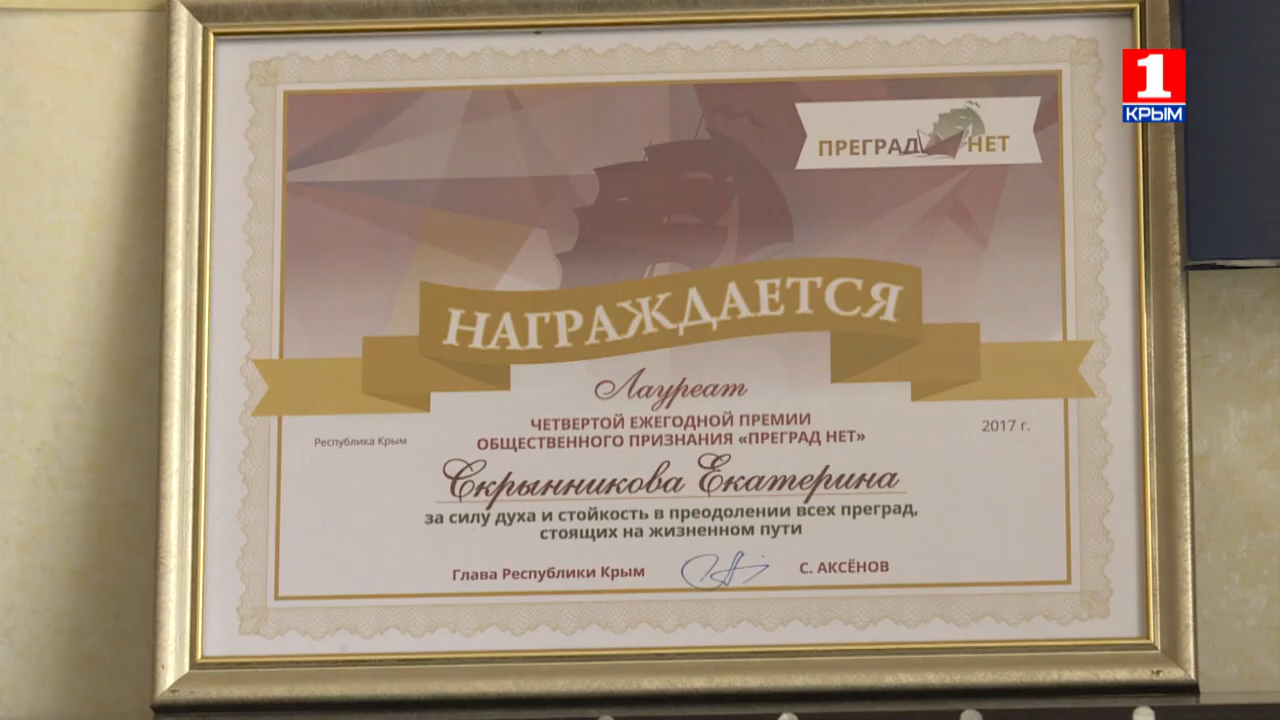 1
КРЫМ
ПРЕГРАД НЕТ
НАГРАЖДАЕТСЯ
Лауреат
ЧЕТВЕРТОЙ ЕЖЕГОДНОЙ ПРЕМИИ
ОБЩЕСТВЕННОГО ПРИЗНАНИЯ «ПРЕГРАД НЕТ»
Республика Крым
2017 г.
Скрынникова Екатерина
за силу духа и стойкость в преодолении всех преград,
стоящих на жизненном пути
Глава Республики Крым
С. АКСЁНОВ